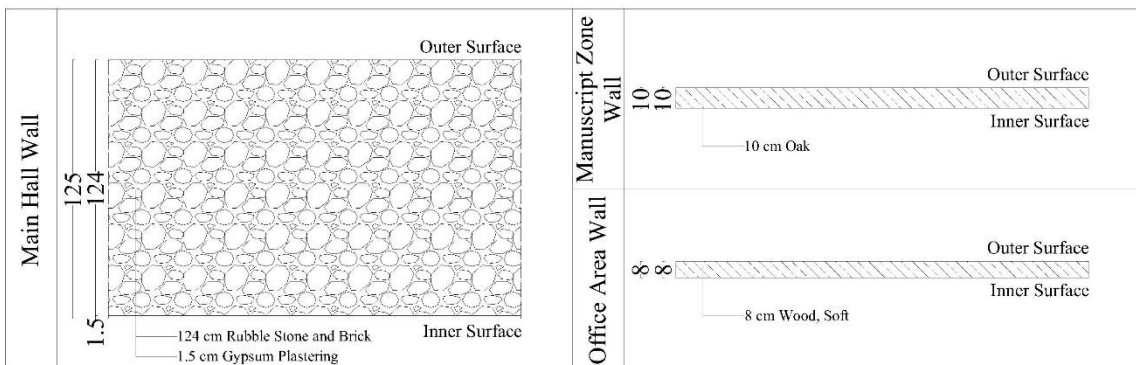 Main Hall Wall
125
124
1.5
Outer Surface
Inner Surface
124 cm Rubble Stone and Brick
1.5 cm Gypsum Plastering
Manuscript Zone
Wall
10
10
Outer Surface
Inner Surface
10 cm Oak
Office Area Wall
8
8
Outer Surface
Inner Surface
8 cm Wood, Soft